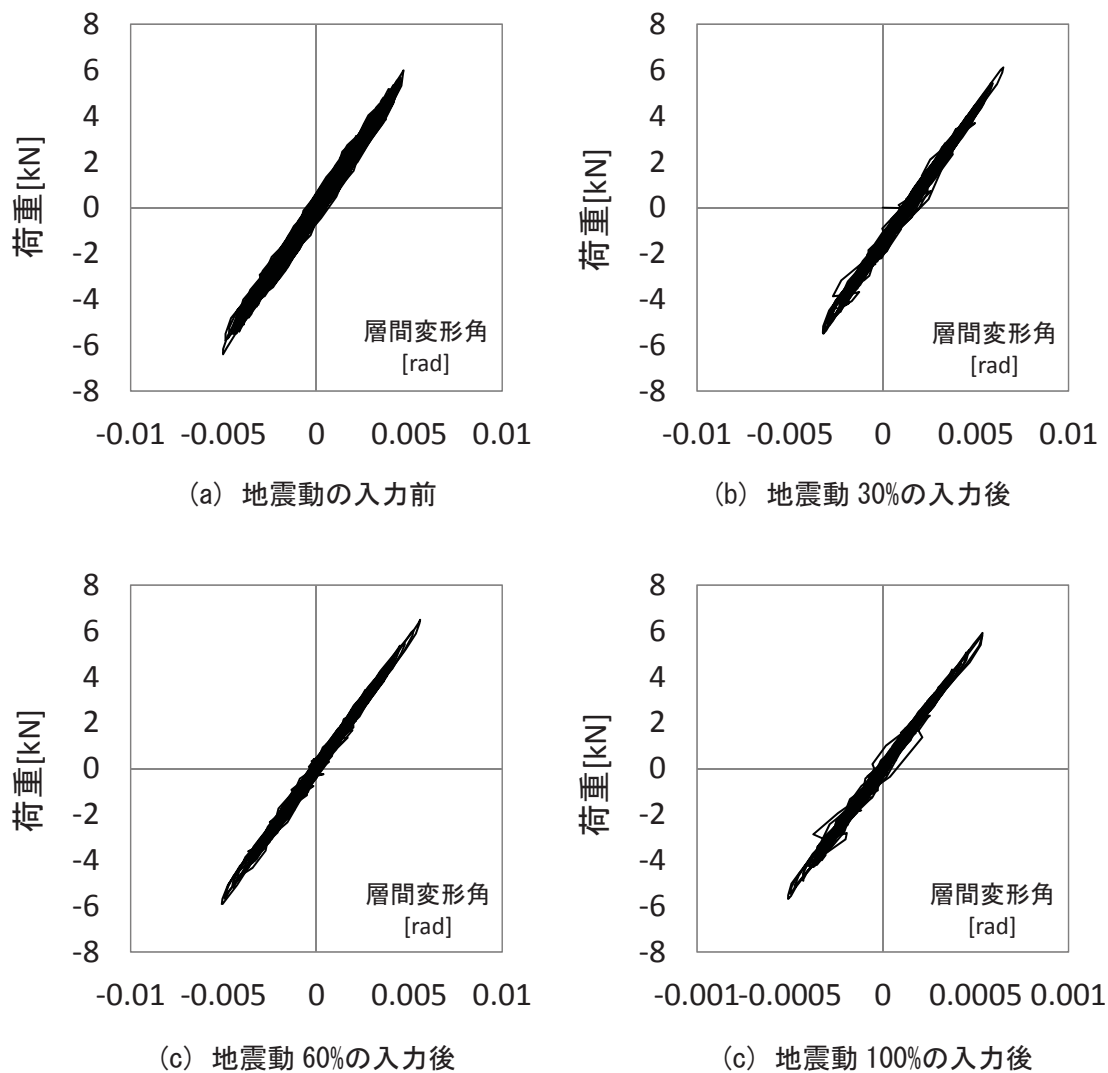 8
6
4
2
0
-2
-4
-6
-8
荷重[kN]
層間変形角
[rad]
-0.01 -0.005 0 0.005 0.01
(a) 地震動の入力前
8
6
4
2
0
-2
-4
-6
-8
荷重[kN]
層間変形角
[rad]
-0.01 -0.005 0 0.005 0.01
(b) 地震動 30%の入力後
8
6
4
2
0
-2
-4
-6
-8
荷重[kN]
層間変形角
[rad]
-0.01 -0.005 0 0.005 0.01
(c) 地震動 60%の入力後
8
6
4
2
0
-2
-4
-6
-8
荷重[kN]
層間変形角
[rad]
-0.001-0.0005 0 0.0005 0.001
(c) 地震動 100%の入力後